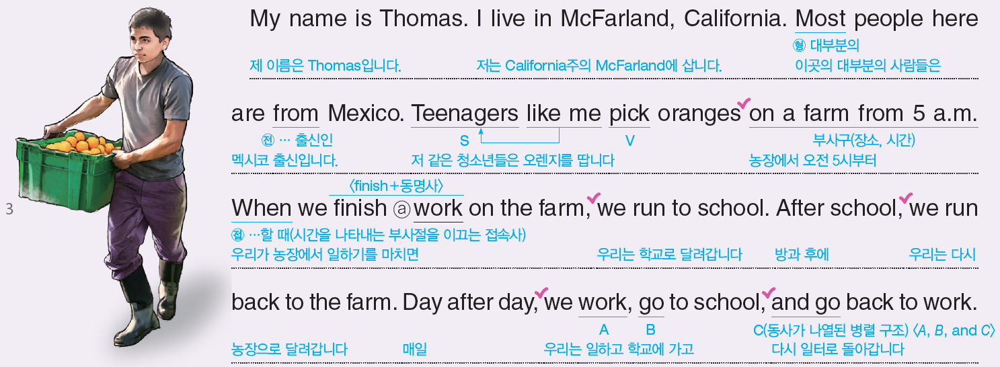 My name is Thomas. I live in McFarland, California. Most people here
형 대부분의
제 이름은 Thomas입니다. 저는 California주의 McFarland에 삽니다. 이곳의 대부분의 사람들은
are from Mexico. Teenagers like me pick oranges on a farm from 5 a.m.
전 … 출신인 S V 부사구(장소, 시간)
멕시코 출신입니다. 저 같은 청소년들은 오렌지를 땁니다 농장에서 오전 5시부터
〈finish+동명사〉
3
When we finish ⓐ work on the farm, we run to school. After school, we run
접 …할 때(시간을 나타내는 부사절을 이끄는 접속사)
우리가 농장에서 일하기를 마치면 우리는 학교로 달려갑니다 방과 후에 우리는 다시
back to the farm. Day after day, we work, go to school, and go back to work.
A B C(동사가 나열된 병렬 구조) 〈A, B, and C〉
농장으로 달려갑니다 매일 우리는 일하고 학교에 가고 다시 일터로 돌아갑니다